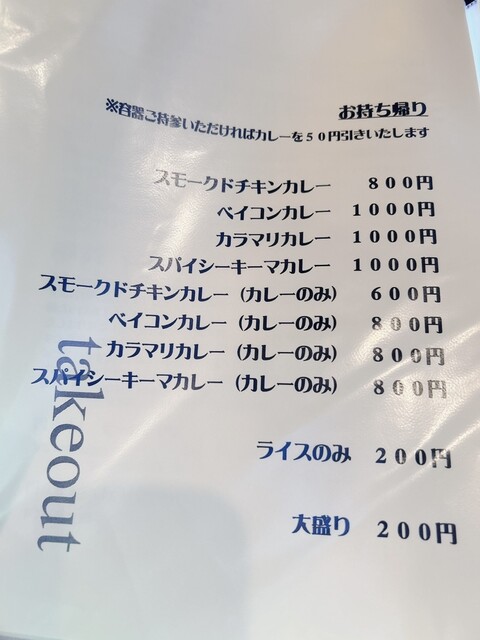 お持ち帰り
※容器ご持参いただければカレーを５０円引きいたします
スモークドチキンカレー ８００円
ベイコンカレー １０００円
カラマリカレー １０００円
スパイシーキーマカレー １０００円
スモークドチキンカレー（カレーのみ） ６００円
ベイコンカレー（カレーのみ） ８００円
カラマリカレー（カレーのみ） ８００円
スパイシーキーマカレー（カレーのみ） ８００円
ライスのみ ２００円
大盛り ２００円
takeout